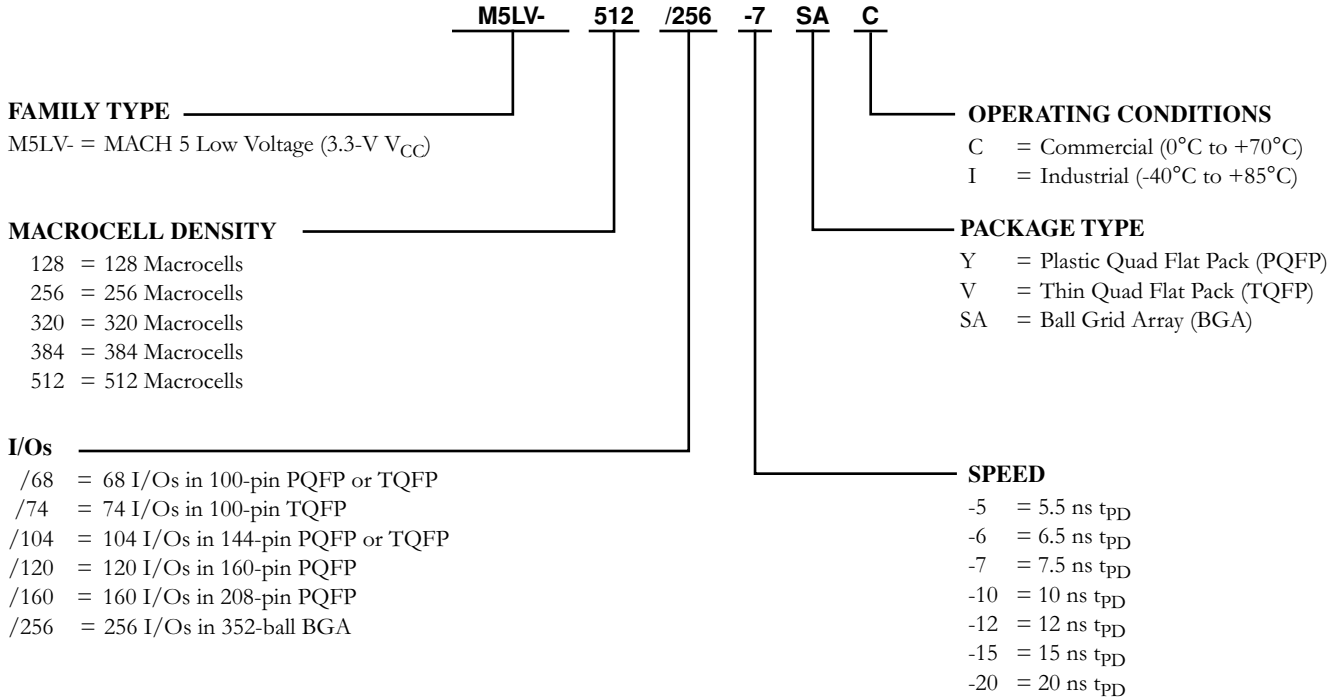 M5LV- 512 /256 -7 SA C
FAMILY TYPE
M5LV- = MACH 5 Low Voltage (3.3-V VCC)
MACROCELL DENSITY
128 = 128 Macrocells
256 = 256 Macrocells
320 = 320 Macrocells
384 = 384 Macrocells
512 = 512 Macrocells
I/Os
/68 = 68 I/Os in 100-pin PQFP or TQFP
/74 = 74 I/Os in 100-pin TQFP
/104 = 104 I/Os in 144-pin PQFP or TQFP
/120 = 120 I/Os in 160-pin PQFP
/160 = 160 I/Os in 208-pin PQFP
/256 = 256 I/Os in 352-ball BGA
OPERATING CONDITIONS
C = Commercial (0°C to +70°C)
I = Industrial (-40°C to +85°C)
PACKAGE TYPE
Y = Plastic Quad Flat Pack (PQFP)
V = Thin Quad Flat Pack (TQFP)
SA = Ball Grid Array (BGA)
SPEED
-5 = 5.5 ns tPD
-6 = 6.5 ns tPD
-7 = 7.5 ns tPD
-10 = 10 ns tPD
-12 = 12 ns tPD
-15 = 15 ns tPD
-20 = 20 ns tPD